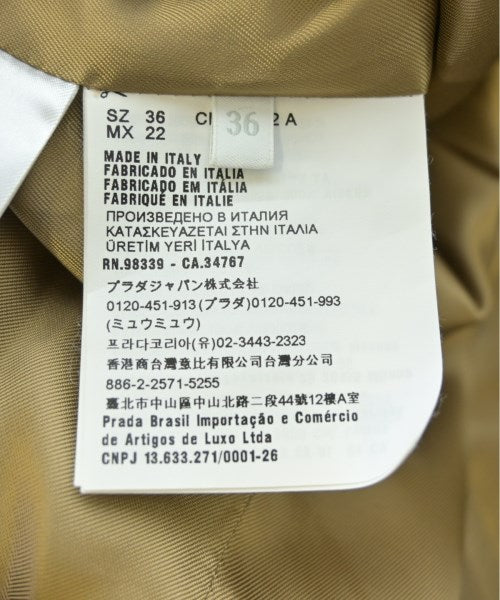 SZ 36 2 A
36
MX 22
MADE IN ITALY
FABRICADO EN ITALIA
FABRICADO EM ITÁLIA
FABRIQUÉ EN ITALIE
ПРОИЗВЕДЕНО В ИТАЛИЯ
ΚΑΤΑΣΚΕΥΑΖΕΤΑΙ ΣΤΗΝ ΙΤΑΛΙΑ
ÜRETİM YERİ İTALYA
RN.98339 - CA.34767
プラダジャパン株式会社
0120-451-913(プラダ)0120-451-993
(ミュウミュウ)
프라다코리아(유) 02-3443-2323
香港商台灣意比有限公司台灣分公司
886-2-2571-5255
臺北市中山區中山北路二段44號12樓A室
Prada Brasil Importação e Comércio
de Artigos de Luxo Ltda
CNPJ 13.633.271/0001-26